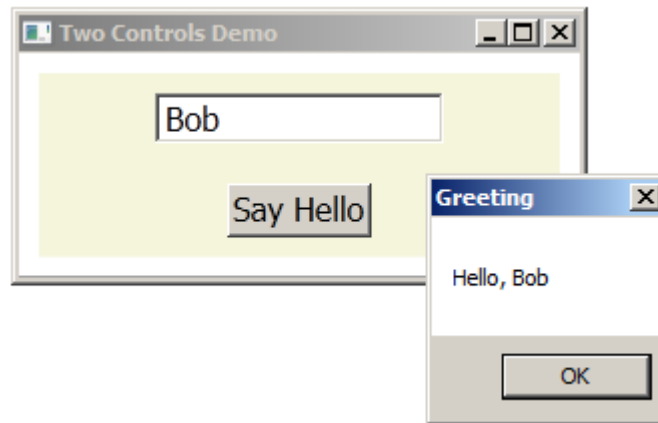 Two Controls Demo
Bob
Say Hello
Greeting
Hello, Bob
OK